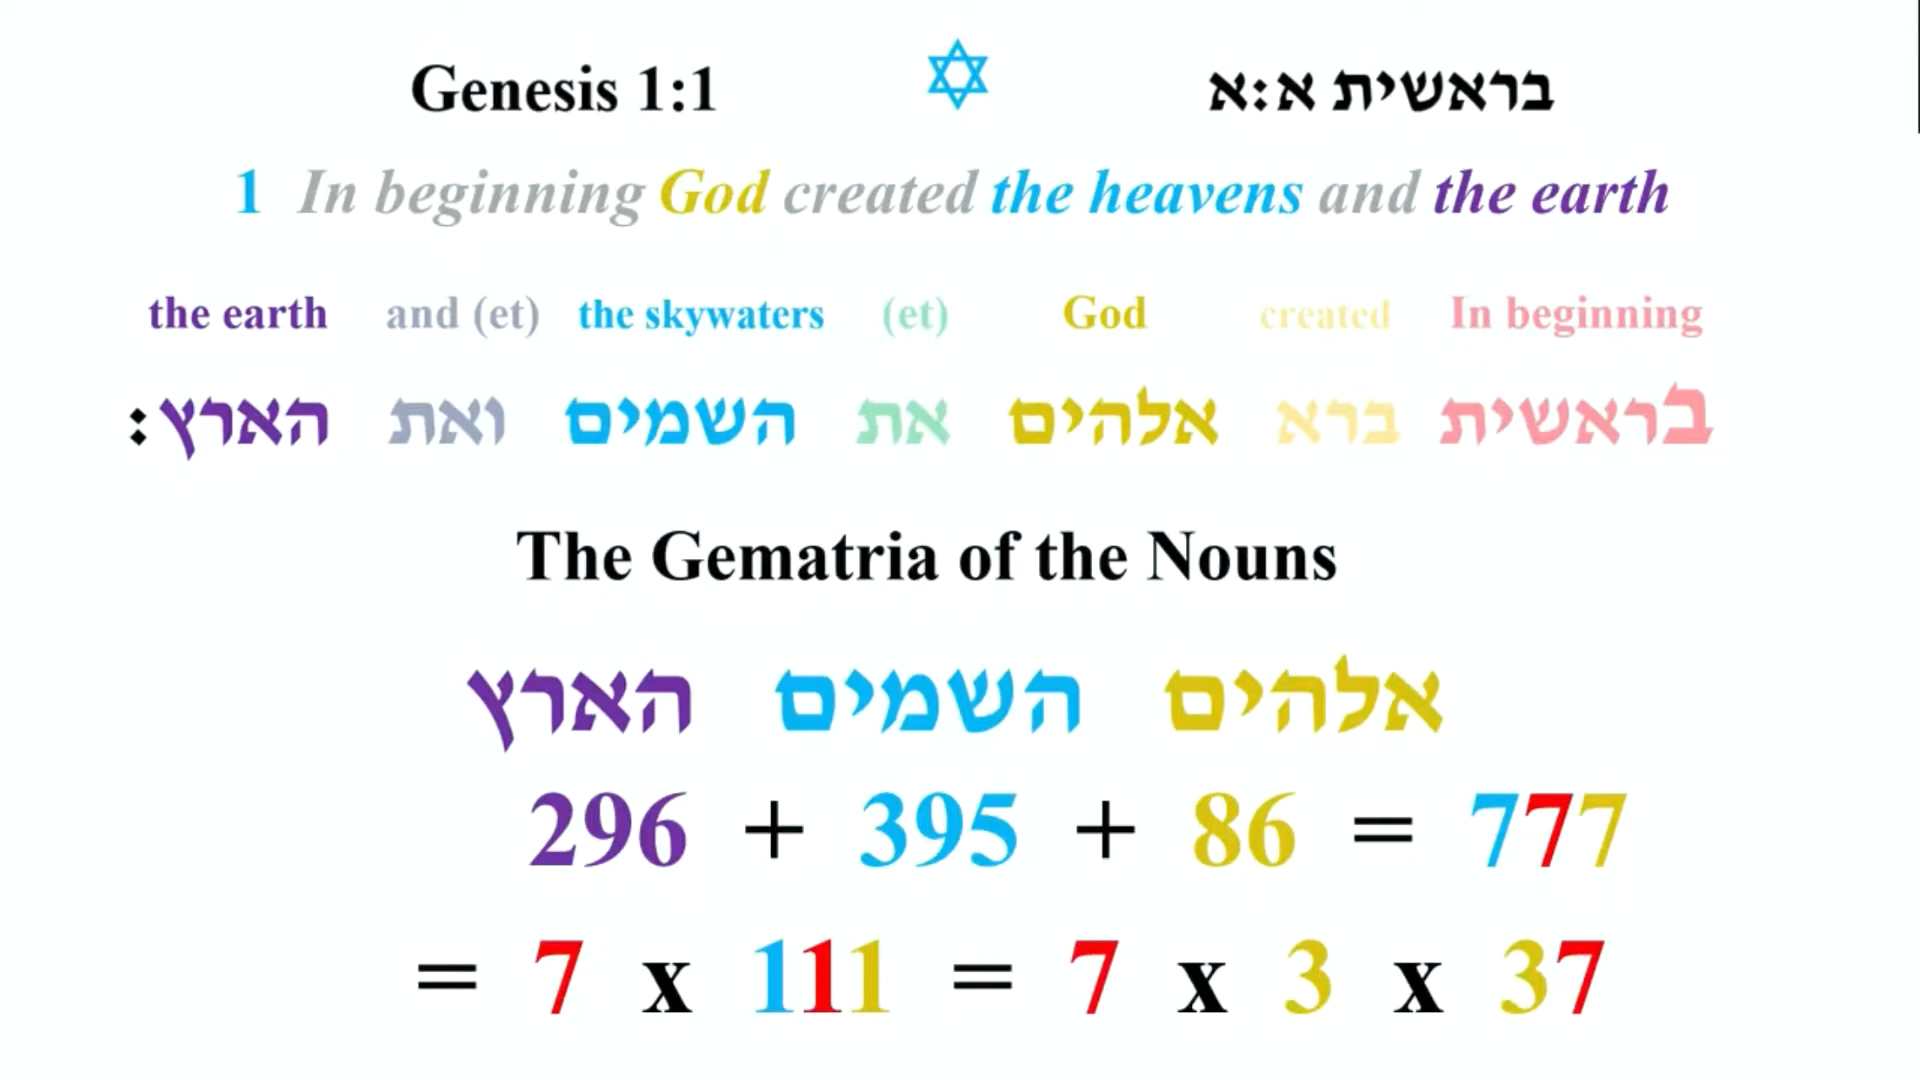 Genesis 1:1 בראשית א:א
1 In beginning God created the heavens and the earth
the earth and (et) the skywaters (et) God created In beginning
בראשית ברא אלהים את השמים ואת הארץ:
The Gematria of the Nouns
אלהים השמים הארץ
296 + 395 + 86 = 777
= 7 x 111 = 7 x 3 x 37